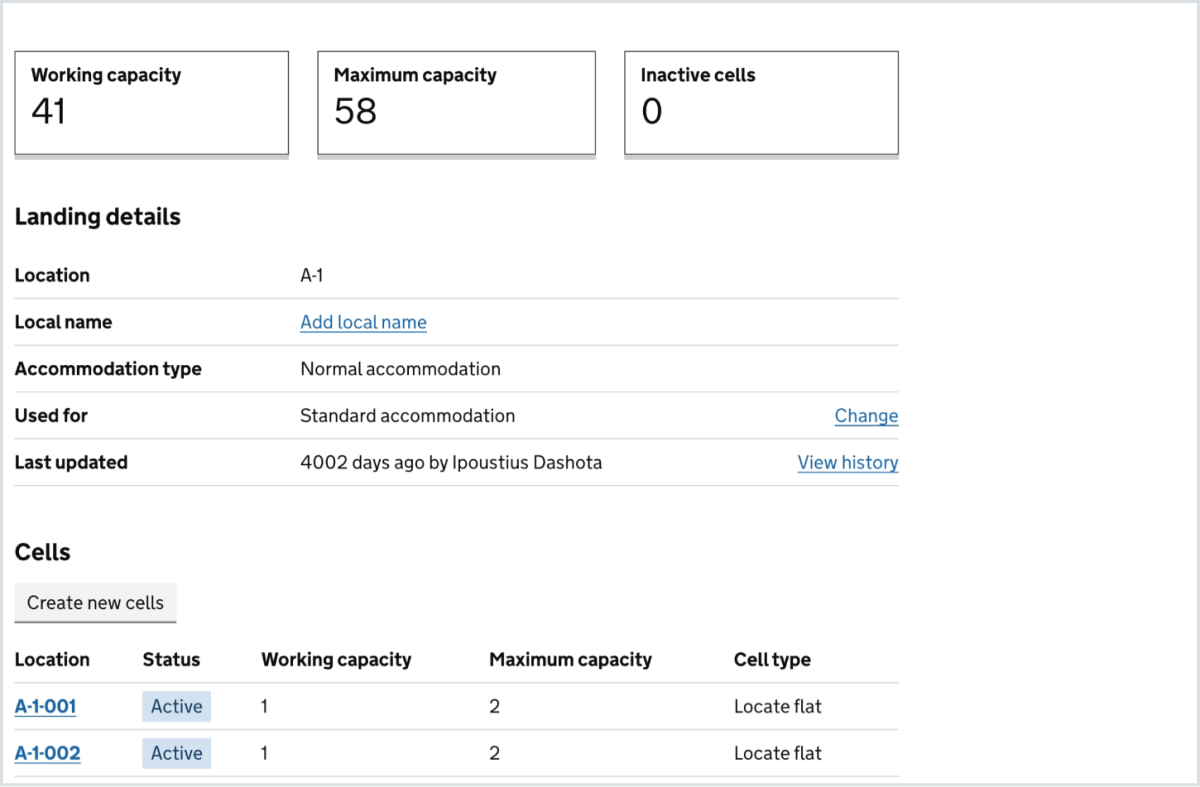 Working capacity Maximum capacity Inactive cells
41 58 0
Landing details
Location A-1
Local name Add local name
Accommodation type Normal accommodation
Used for Standard accommodation Change
Last updated 4002 days ago by Ipoustius Dashota View history
Cells
Create new cells
Location Status Working capacity Maximum capacity Cell type
A-1-001 Active 1 2 Locate flat
A-1-002 Active 1 2 Locate flat